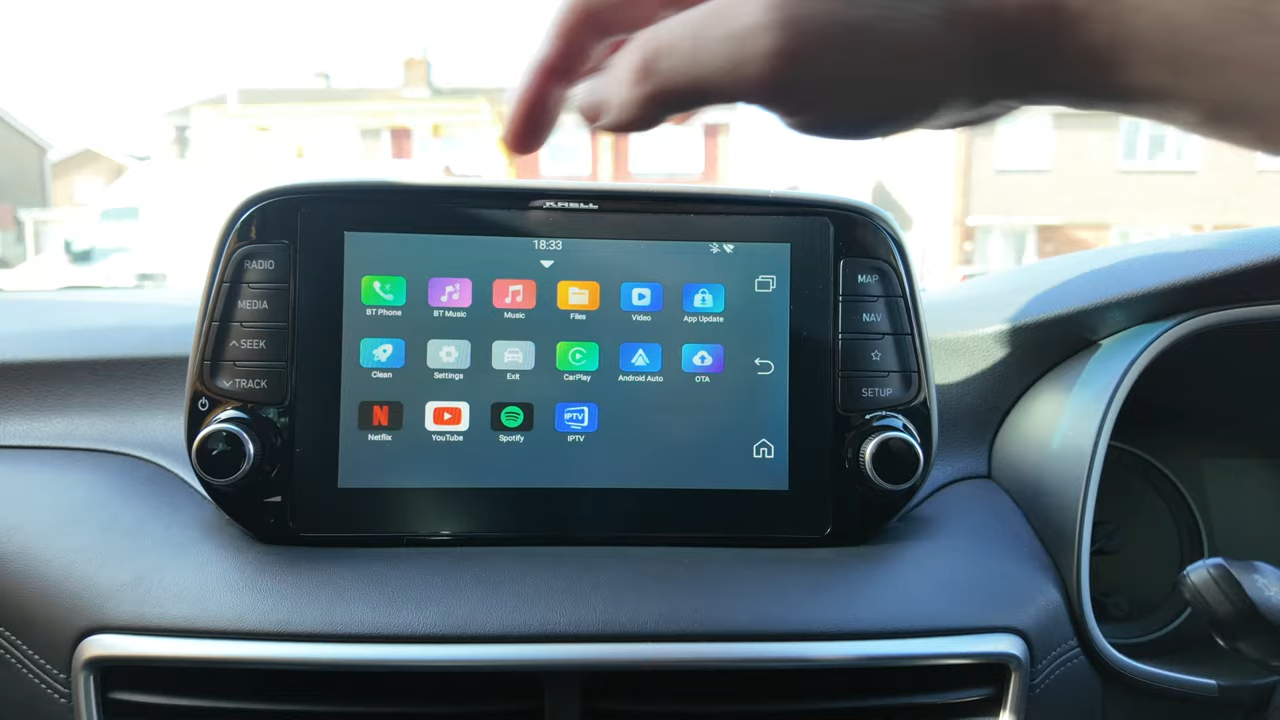 KRELL
RADIO
MEDIA
SEEK
TRACK
18:33
BT Phone BT Music Music Files Video App Update
Clean Settings Exit CarPlay Android Auto OTA
N
IPTV
Netflix YouTube Spotify IPTV
MAP
NAV
SETUP